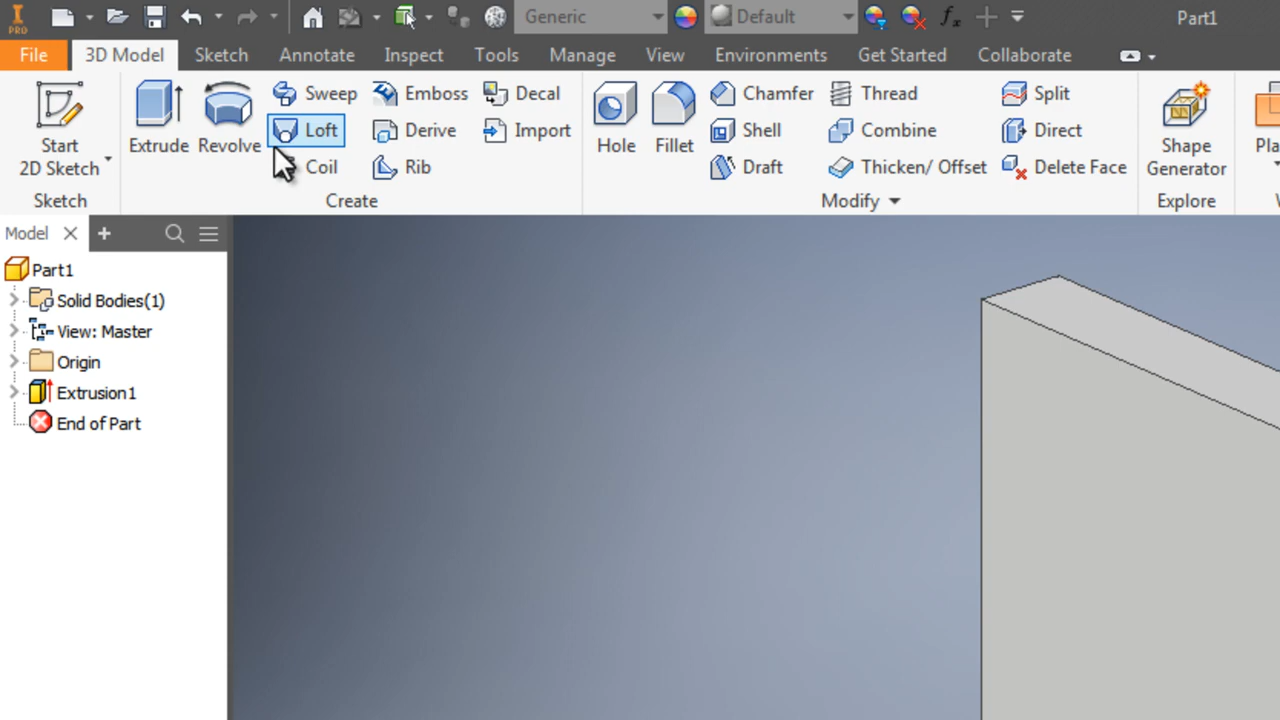 PRO Generic Default fx Part1
File 3D Model Sketch Annotate Inspect Tools Manage View Environments Get Started Collaborate
Sweep Emboss Decal Chamfer Thread Split
Loft Derive Import Shell Combine Direct
Start Extrude Revolve Hole Fillet Shape
2D Sketch Coil Rib Draft Thicken/ Offset Delete Face Generator
Sketch Create Modify Explore
Model
Part1
Solid Bodies(1)
View: Master
Origin
Extrusion1
End of Part